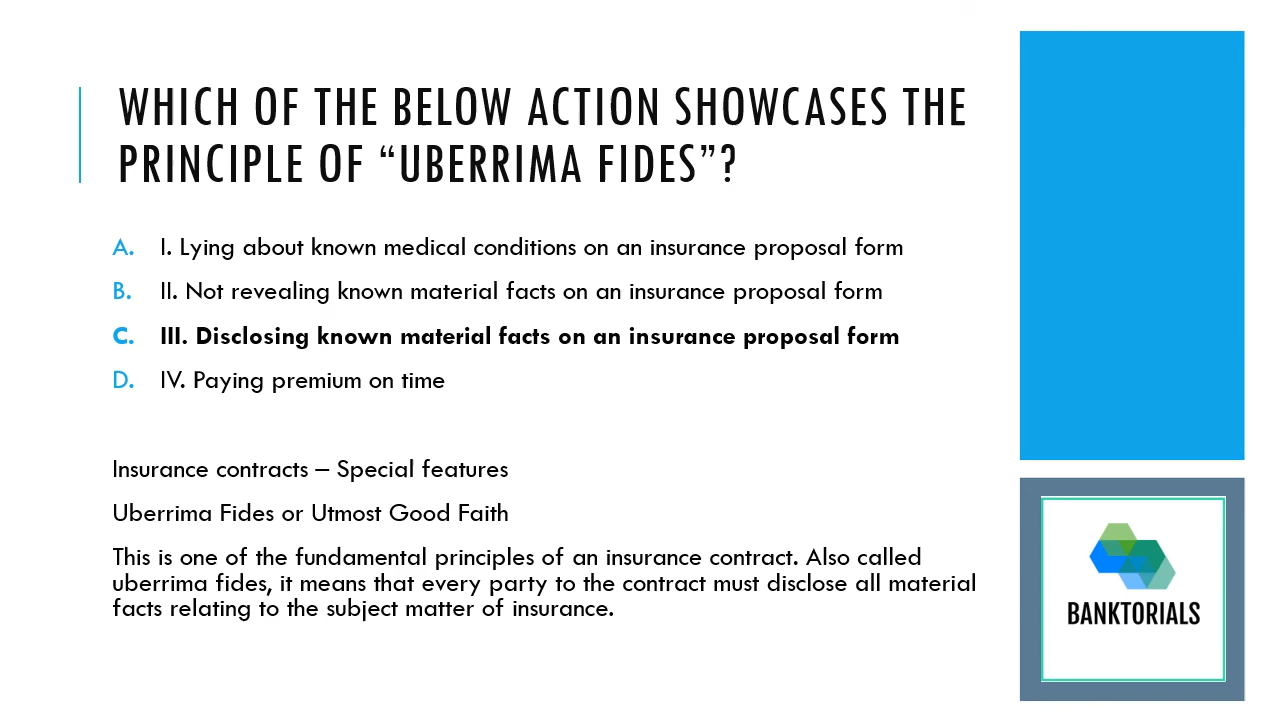 WHICH OF THE BELOW ACTION SHOWCASES THE
PRINCIPLE OF “UBERRIMA FIDES”?
A. I. Lying about known medical conditions on an insurance proposal form
B. II. Not revealing known material facts on an insurance proposal form
C. III. Disclosing known material facts on an insurance proposal form
D. IV. Paying premium on time
Insurance contracts – Special features
Uberrima Fides or Utmost Good Faith
This is one of the fundamental principles of an insurance contract. Also called
uberrima fides, it means that every party to the contract must disclose all material
facts relating to the subject matter of insurance.
BANKTORIALS